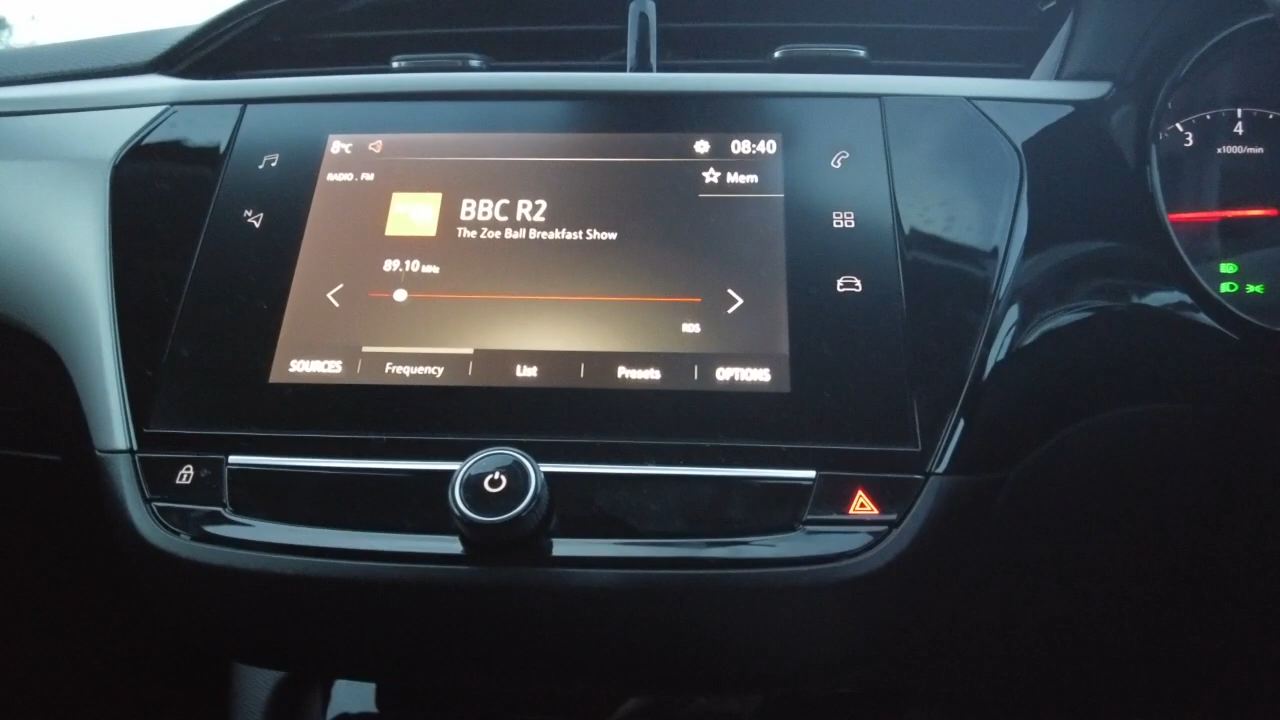 8°C 08:40
RADIO . FM
Mem
BBC R2
The Zoe Ball Breakfast Show
89.10 MHz
RDS
SOURCES Frequency List Presets OPTIONS
N
3 4
x1000/min